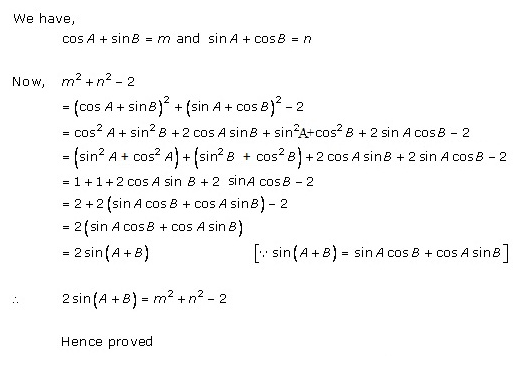 We have,
cos A + sin B = m and sin A + cos B = n
Now, m² + n² – 2
= (cos A + sin B)² + (sin A + cos B)² – 2
= cos² A + sin² B + 2 cos A sin B + sin²A+cos² B + 2 sin A cos B – 2
= (sin² A + cos² A) + (sin² B + cos² B) + 2 cos A sin B + 2 sin A cos B – 2
= 1 + 1 + 2 cos A sin B + 2 sin A cos B – 2
= 2 + 2(sin A cos B + cos A sin B) – 2
= 2(sin A cos B + cos A sin B)
= 2 sin(A + B) [∵ sin(A + B) = sin A cos B + cos A sin B]
∴ 2 sin(A + B) = m² + n² – 2
Hence proved